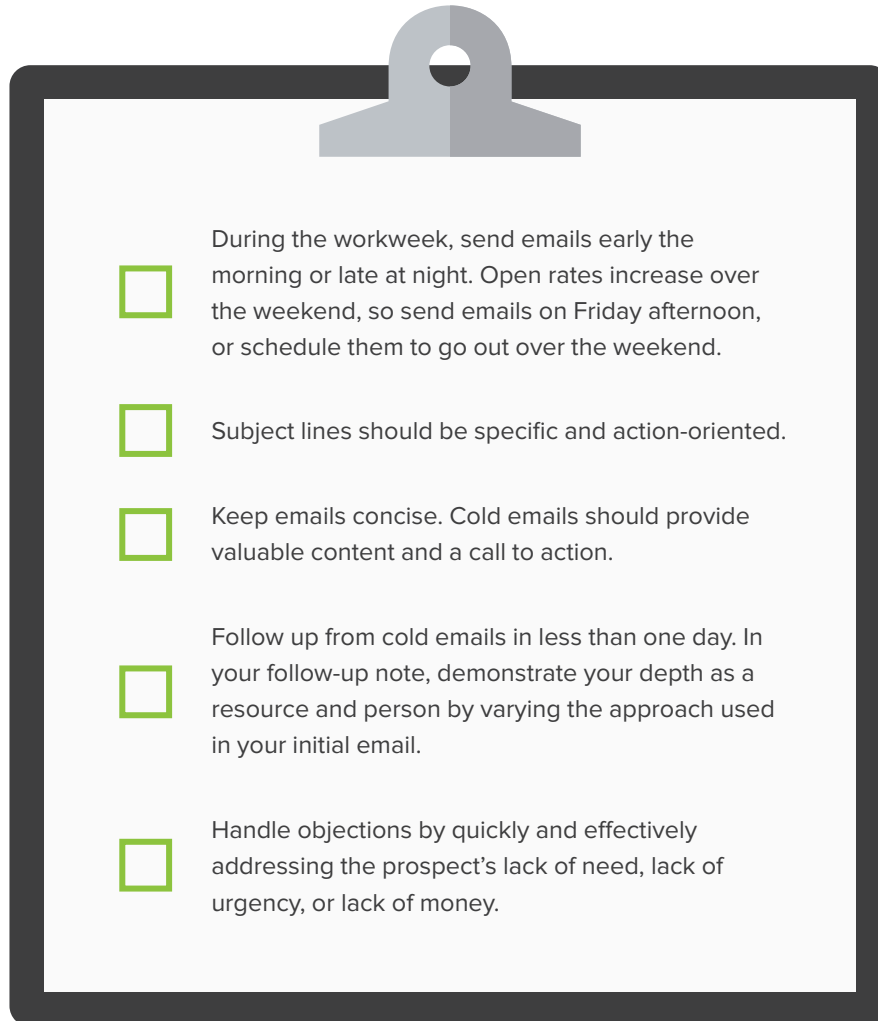 During the workweek, send emails early the
morning or late at night. Open rates increase over
the weekend, so send emails on Friday afternoon,
or schedule them to go out over the weekend.
Subject lines should be specific and action-oriented.
Keep emails concise. Cold emails should provide
valuable content and a call to action.
Follow up from cold emails in less than one day. In
your follow-up note, demonstrate your depth as a
resource and person by varying the approach used
in your initial email.
Handle objections by quickly and effectively
addressing the prospect’s lack of need, lack of
urgency, or lack of money.